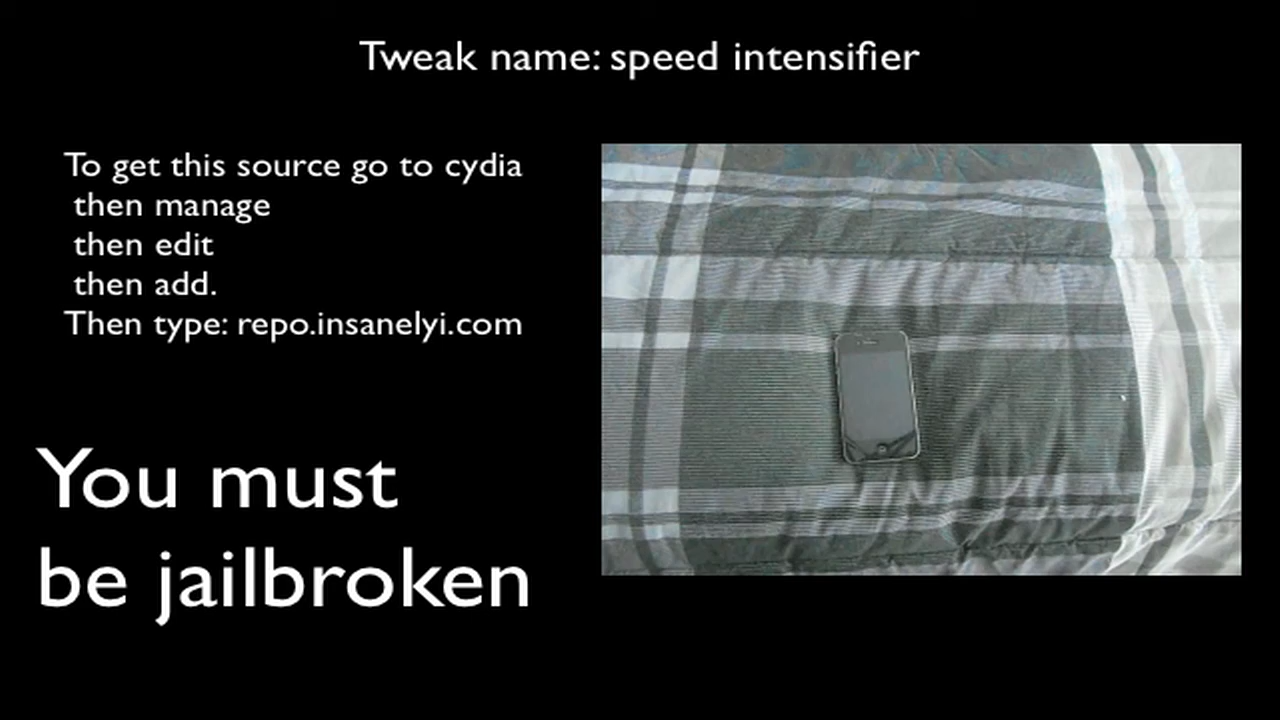 Tweak name: speed intensifier
To get this source go to cydia
then manage
then edit
then add.
Then type: repo.insanelyi.com
You must
be jailbroken